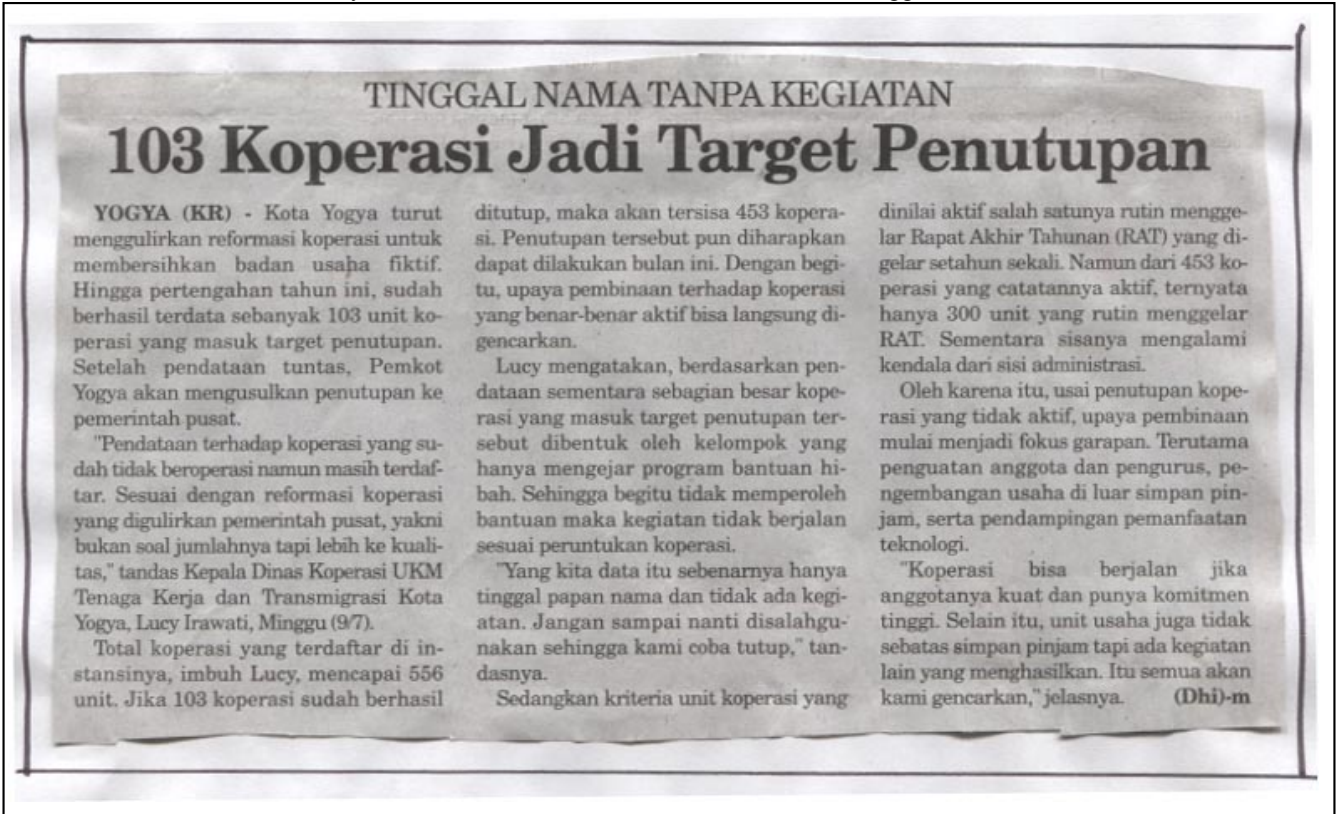 TINGGAL NAMA TANPA KEGIATAN
103 Koperasi Jadi Target Penutupan
YOGYA (KR) - Kota Yogya turut
menggulirkan reformasi koperasi untuk
membersihkan badan usaha fiktif.
Hingga pertengahan tahun ini, sudah
berhasil terdata sebanyak 103 unit ko-
perasi yang masuk target penutupan.
Setelah pendataan tuntas, Pemkot
Yogya akan mengusulkan penutupan ke
pemerintah pusat.
"Pendataan terhadap koperasi yang su-
dah tidak beroperasi namun masih terdaf-
tar. Sesuai dengan reformasi koperasi
yang digulirkan pemerintah pusat, yakni
bukan soal jumlahnya tapi lebih ke kuali-
tas," tandas Kepala Dinas Koperasi UKM
Tenaga Kerja dan Transmigrasi Kota
Yogya, Lucy Irawati, Minggu (9/7).
Total koperasi yang terdaftar di in-
stansinya, imbuh Lucy, mencapai 556
unit. Jika 103 koperasi sudah berhasil
ditutup, maka akan tersisa 453 kopera-
si. Penutupan tersebut pun diharapkan
dapat dilakukan bulan ini. Dengan begi-
tu, upaya pembinaan terhadap koperasi
yang benar-benar aktif bisa langsung di-
gencarkan.
Lucy mengatakan, berdasarkan pen-
dataan sementara sebagian besar kope-
rasi yang masuk target penutupan ter-
sebut dibentuk oleh kelompok yang
hanya mengejar program bantuan hi-
bah. Sehingga begitu tidak memperoleh
bantuan maka kegiatan tidak berjalan
sesuai peruntukan koperasi.
"Yang kita data itu sebenarnya hanya
tinggal papan nama dan tidak ada kegi-
atan. Jangan sampai nanti disalahgu-
nakan sehingga kami coba tutup," tan-
dasnya.
Sedangkan kriteria unit koperasi yang
dinilai aktif salah satunya rutin mengge-
lar Rapat Akhir Tahunan (RAT) yang di-
gelar setahun sekali. Namun dari 453 ko-
perasi yang catatannya aktif, ternyata
hanya 300 unit yang rutin menggelar
RAT. Sementara sisanya mengalami
kendala dari sisi administrasi.
Oleh karena itu, usai penutupan kope-
rasi yang tidak aktif, upaya pembinaan
mulai menjadi fokus garapan. Terutama
penguatan anggota dan pengurus, pe-
ngembangan usaha di luar simpan pin-
jam, serta pendampingan pemanfaatan
teknologi.
"Koperasi bisa berjalan jika
anggotanya kuat dan punya komitmen
tinggi. Selain itu, unit usaha juga tidak
sebatas simpan pinjam tapi ada kegiatan
lain yang menghasilkan. Itu semua akan
kami gencarkan," jelasnya. (Dhi)-m